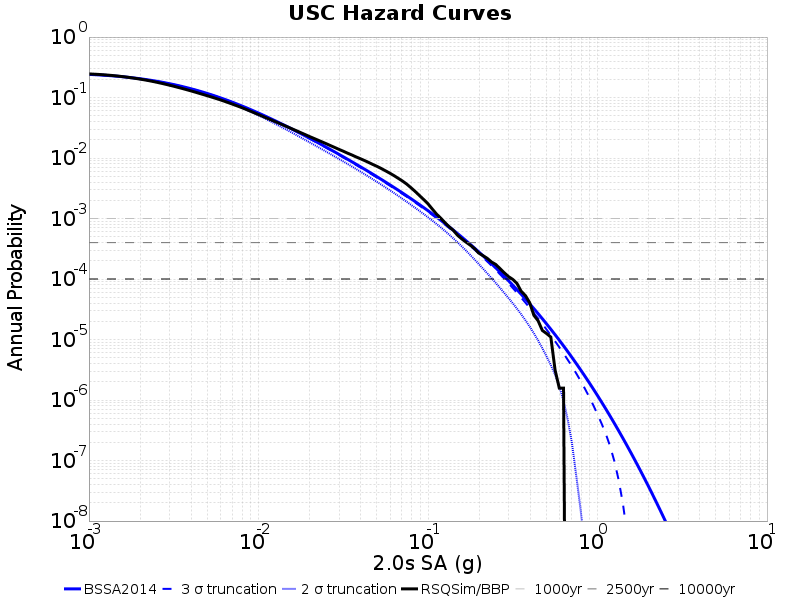 USC Hazard Curves
Annual Probability
10^0
10^-1
10^-2
10^-3
10^-4
10^-5
10^-6
10^-7
10^-8
10^-3 10^-2 10^-1 10^0 10^1
2.0s SA (g)
BSSA2014 3 σ truncation 2 σ truncation RSQSim/BBP 1000yr 2500yr 10000yr